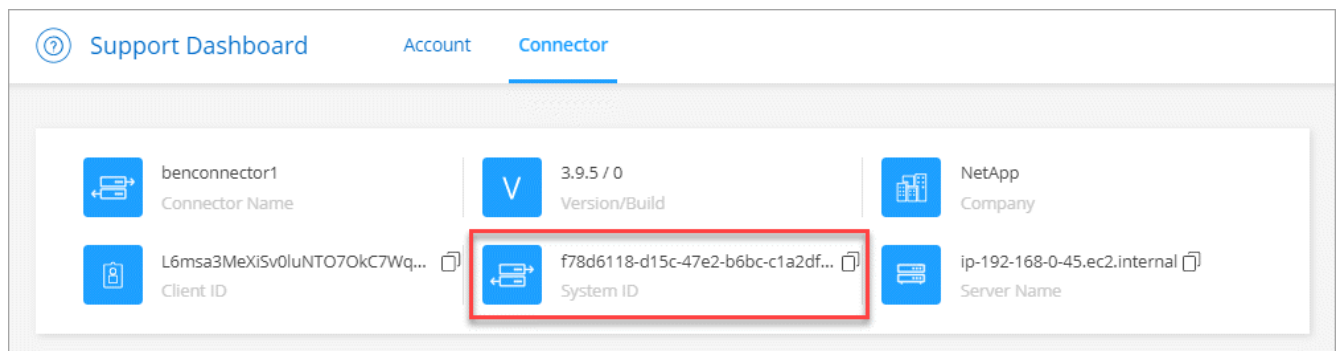 Support Dashboard Account Connector
benconnector1
Connector Name
3.9.5 / 0
Version/Build
NetApp
Company
L6msa3MeXiSv0luNTO7OkC7Wq...
Client ID
f78d6118-d15c-47e2-b6bc-c1a2df...
System ID
ip-192-168-0-45.ec2.internal
Server Name